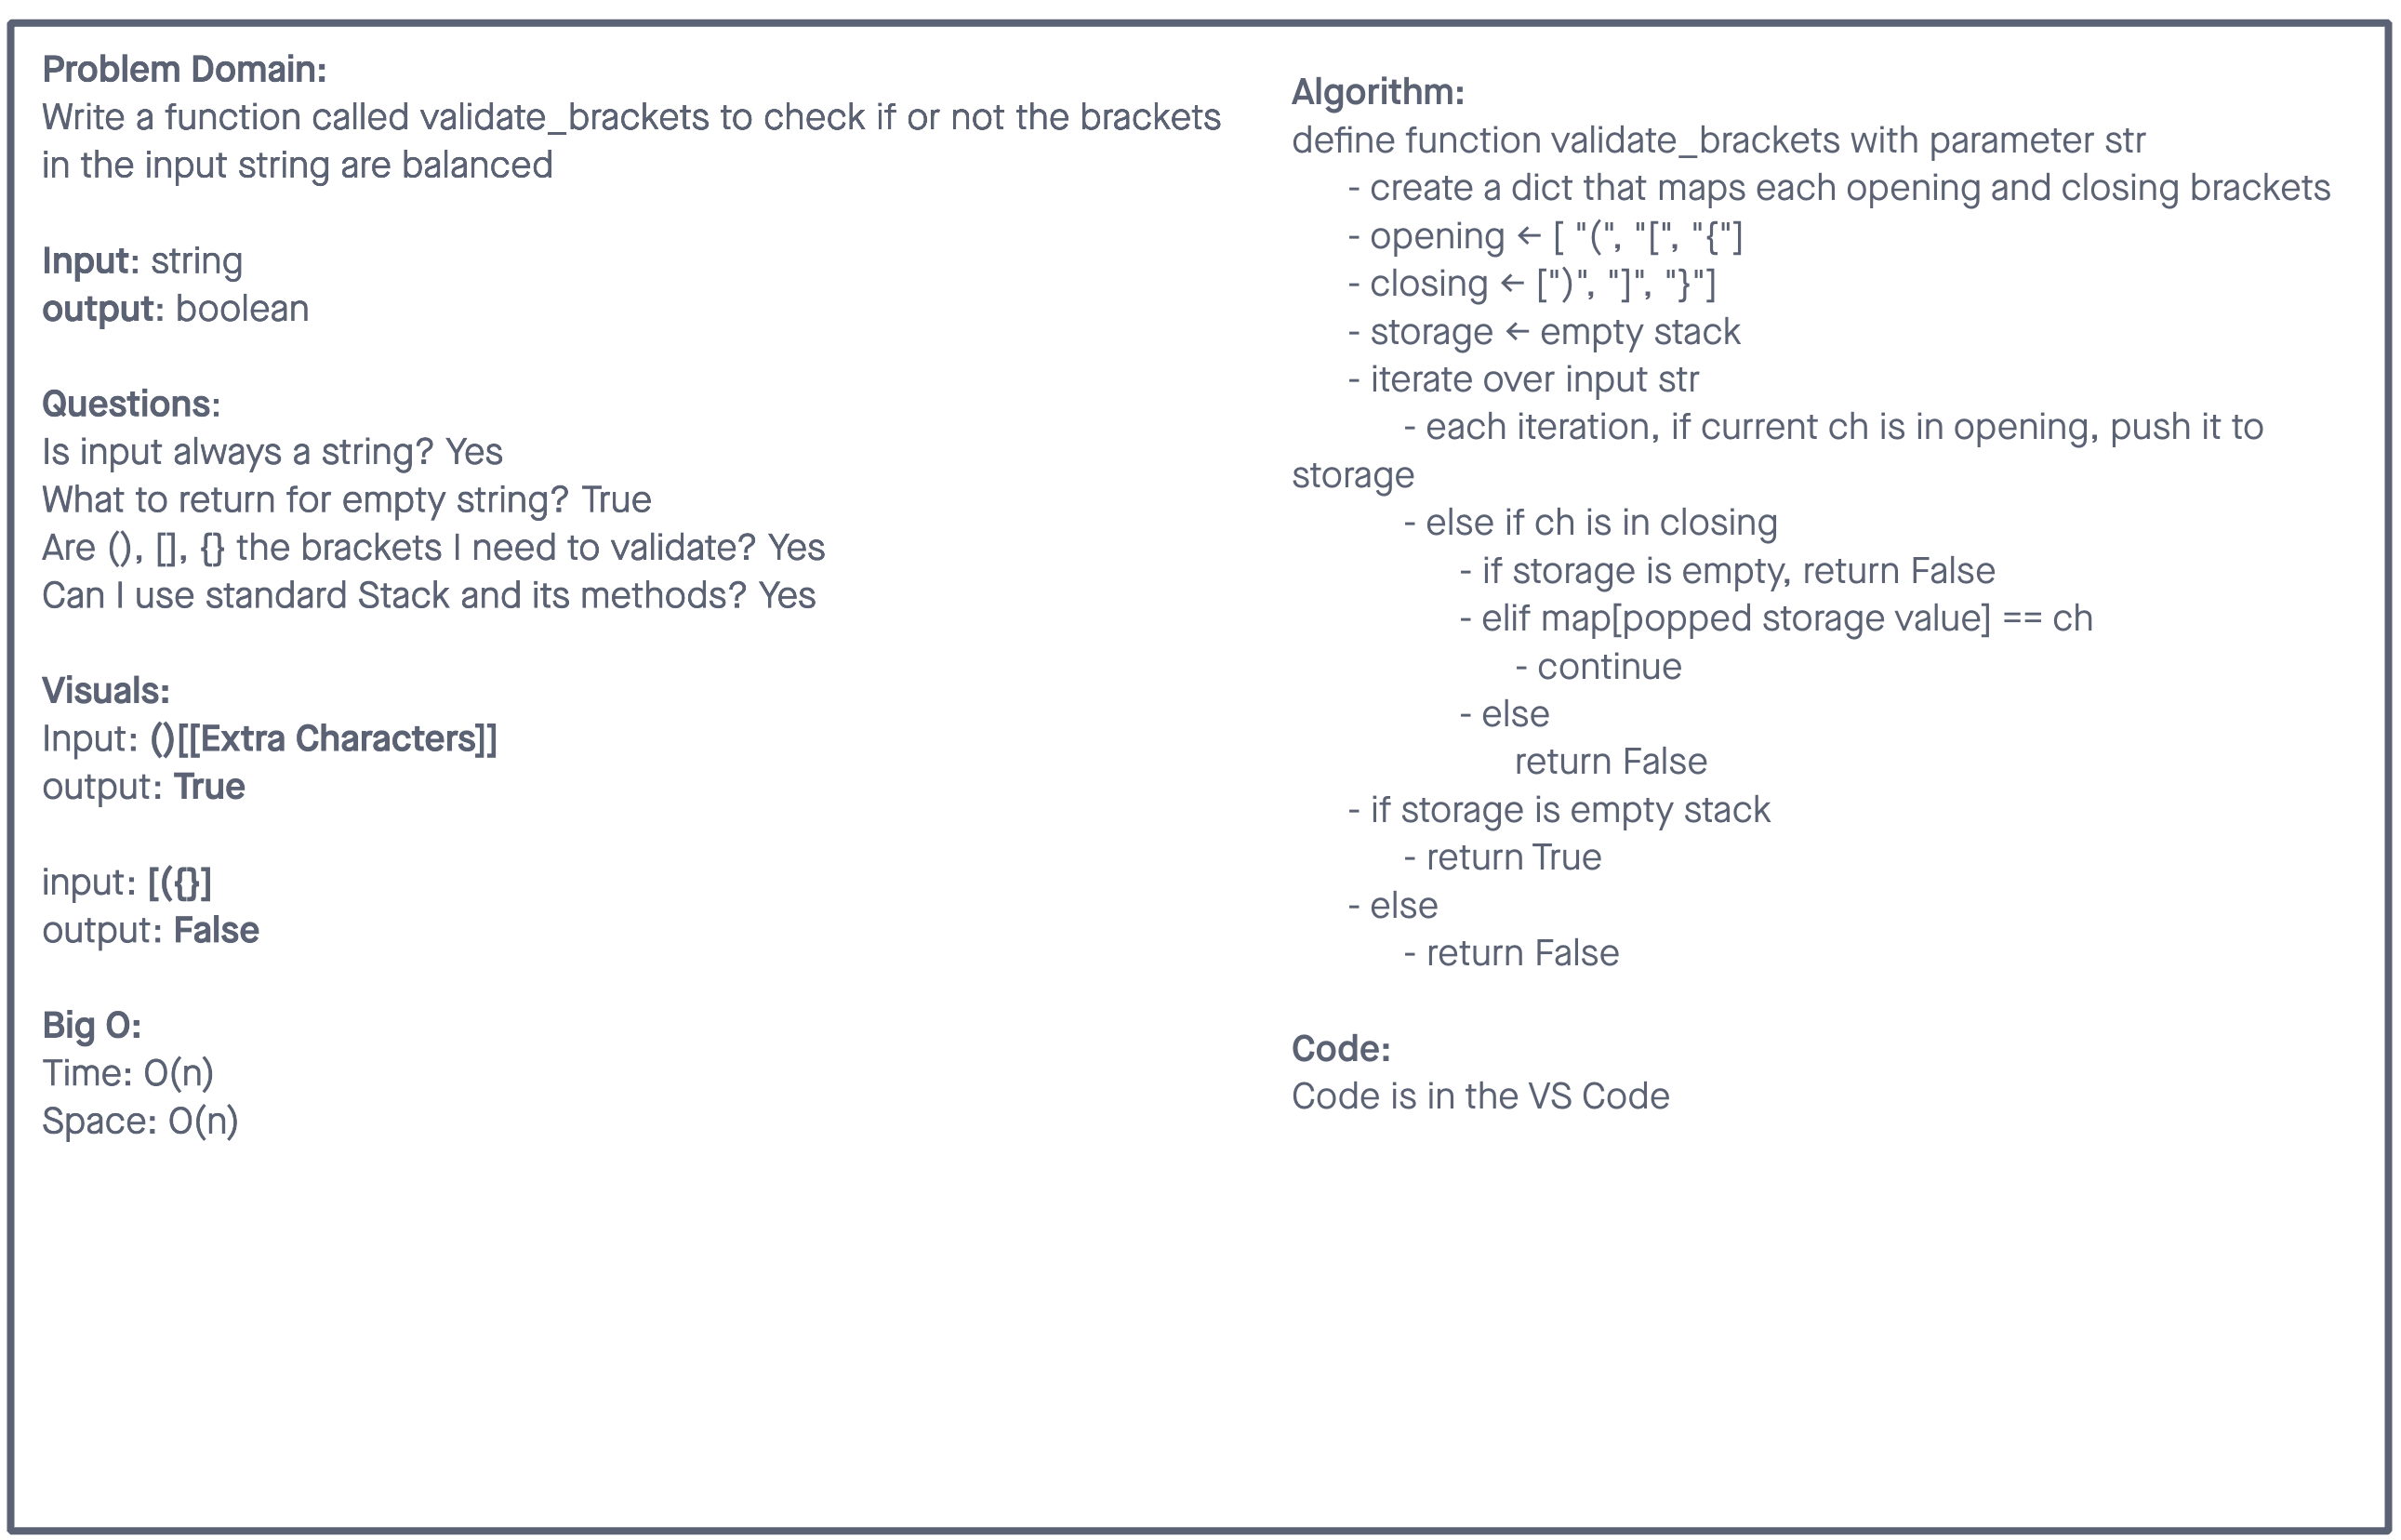 Problem Domain:
Write a function called validate_brackets to check if or not the brackets
in the input string are balanced
Input: string
output: boolean
Questions:
Is input always a string? Yes
What to return for empty string? True
Are (), [], {} the brackets I need to validate? Yes
Can I use standard Stack and its methods? Yes
Visuals:
Input: ()[[Extra Characters]]
output: True
input: [({}]
output: False
Big O:
Time: O(n)
Space: O(n)
Algorithm:
define function validate_brackets with parameter str
- create a dict that maps each opening and closing brackets
- opening ← [ "(", "[", "{"]
- closing ← [")", "]", "}"]
- storage ← empty stack
- iterate over input str
- each iteration, if current ch is in opening, push it to
storage
- else if ch is in closing
- if storage is empty, return False
- elif map[popped storage value] == ch
- continue
- else
return False
- if storage is empty stack
- return True
- else
- return False
Code:
Code is in the VS Code